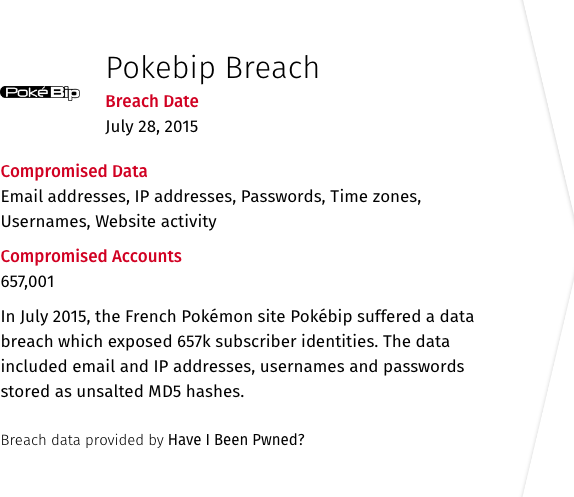 Pokebip Breach
Breach Date
Poké Bip
July 28, 2015
Compromised Data
Email addresses, IP addresses, Passwords, Time zones,
Usernames, Website activity
Compromised Accounts
657,001
In July 2015, the French Pokémon site Pokébip suffered a data
breach which exposed 657k subscriber identities. The data
included email and IP addresses, usernames and passwords
stored as unsalted MD5 hashes.
Breach data provided by Have I Been Pwned?